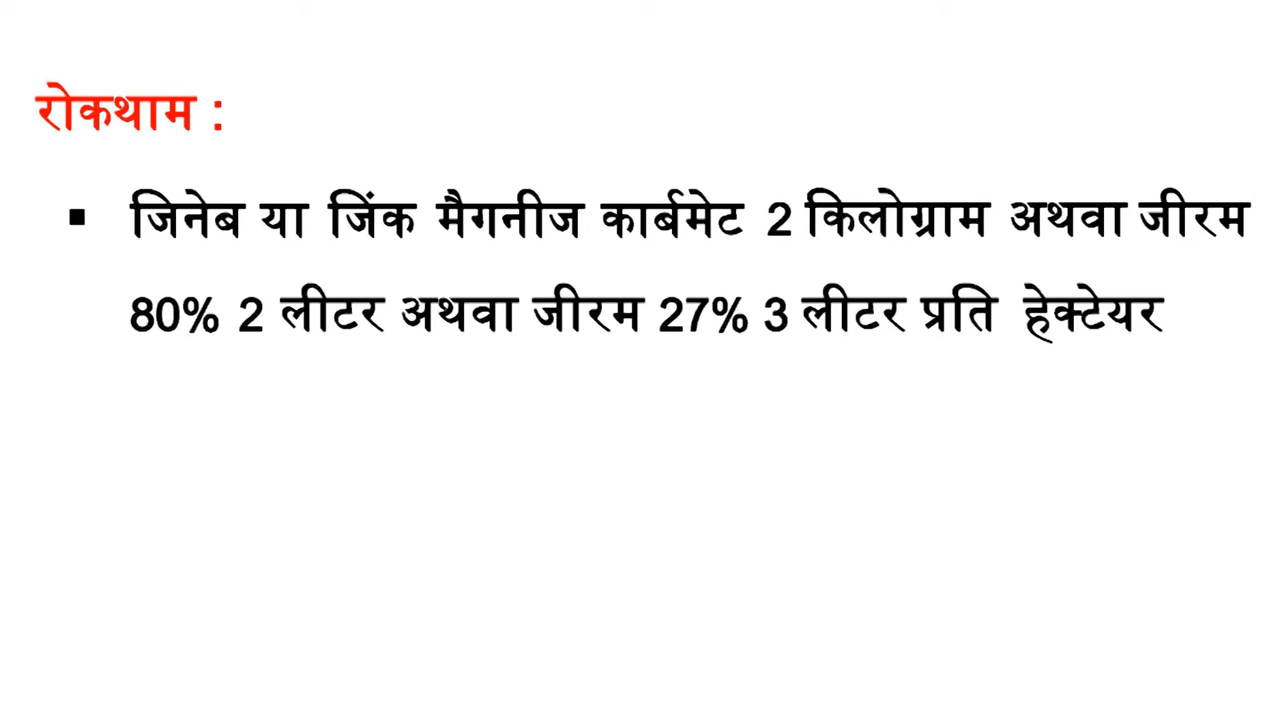 रोकथाम :
▪ जिनेब या जिंक मैगनीज कार्बमेट 2 किलोग्राम अथवा जीरम
80% 2 लीटर अथवा जीरम 27% 3 लीटर प्रति हेक्टेयर